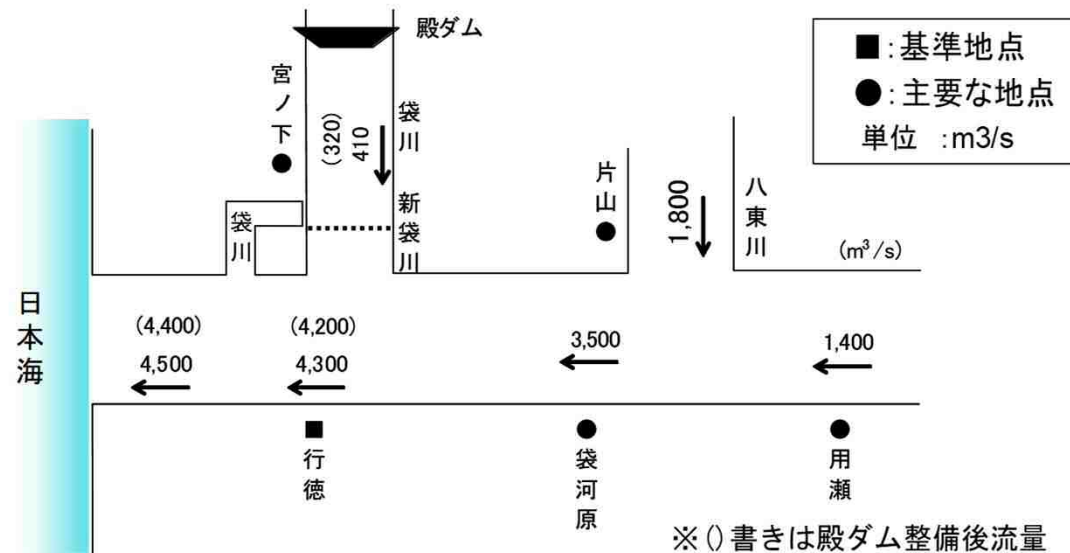 殿ダム
■:基準地点
●:主要な地点
単位 :m3/s
宮ノ下
(320)
410
袋川
新袋川
袋川
片山
1,800
八東川
(m³/s)
日本海
(4,400)
4,500
(4,200)
4,300
3,500
1,400
行徳
袋河原
用瀬
※()書きは殿ダム整備後流量